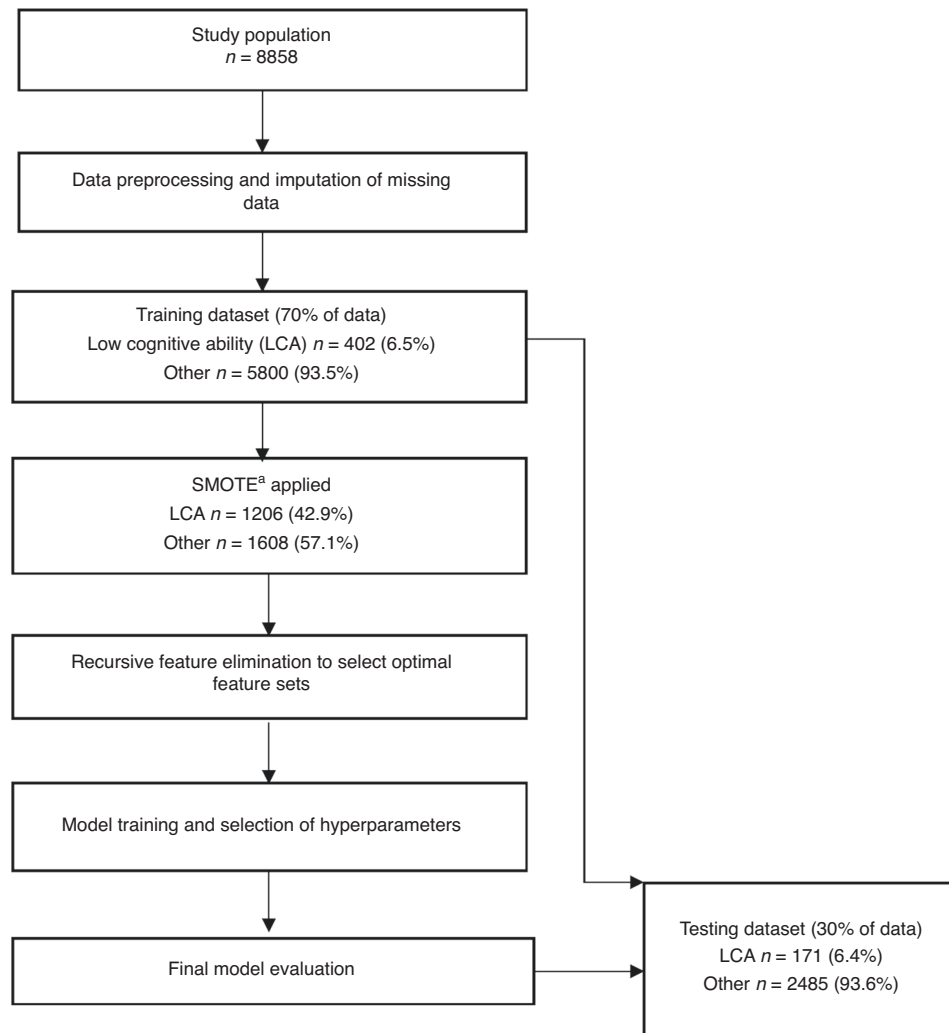 Study population
n = 8858
Data preprocessing and imputation of missing
data
Training dataset (70% of data)
Low cognitive ability (LCA) n = 402 (6.5%)
Other n = 5800 (93.5%)
SMOTEᵃ applied
LCA n = 1206 (42.9%)
Other n = 1608 (57.1%)
Recursive feature elimination to select optimal
feature sets
Model training and selection of hyperparameters
Final model evaluation
Testing dataset (30% of data)
LCA n = 171 (6.4%)
Other n = 2485 (93.6%)